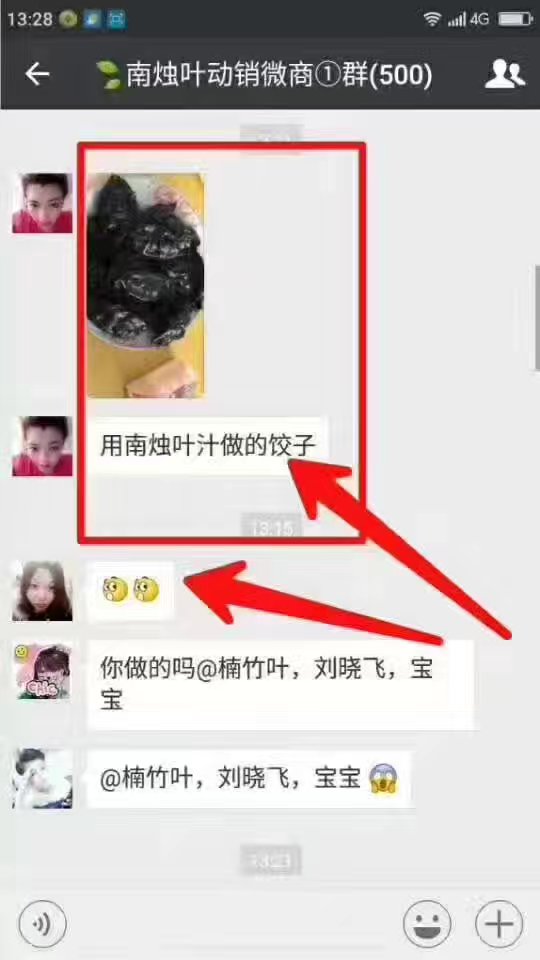 13:28
4G
南烛叶动销微商①群(500)
用南烛叶汁做的饺子
13:15
你做的吗@楠竹叶，刘晓飞，宝
宝
@楠竹叶，刘晓飞，宝宝